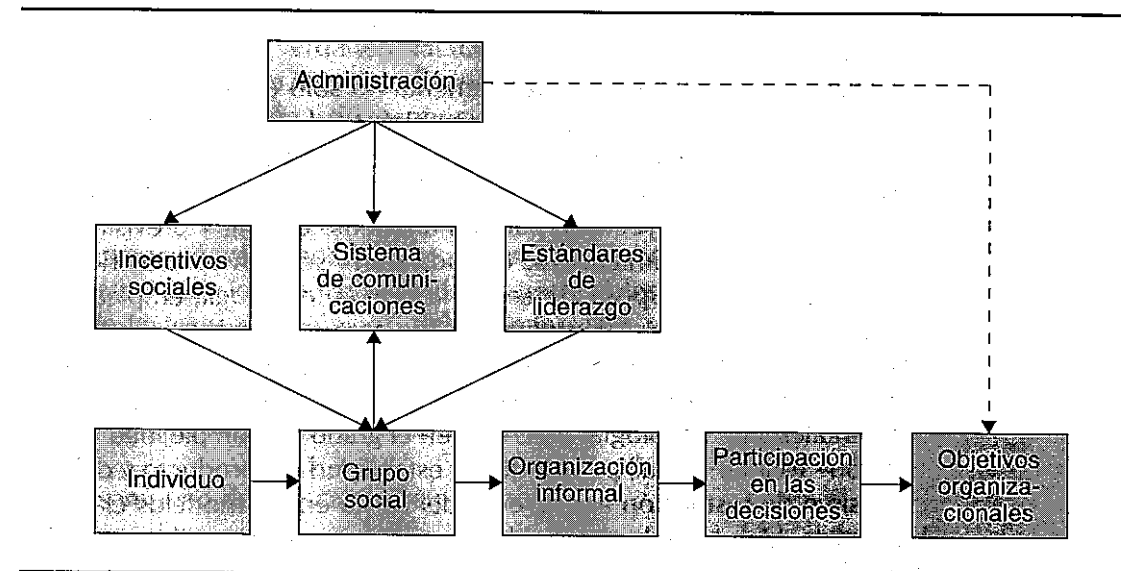 Administración
Incentivos
sociales
Sistema
de comuni-
caciones
Estándares
de
liderazgo
Individuo
Grupo
social
Organización
informal
Participación
en las
decisiones
Objetivos
organiza-
cionales